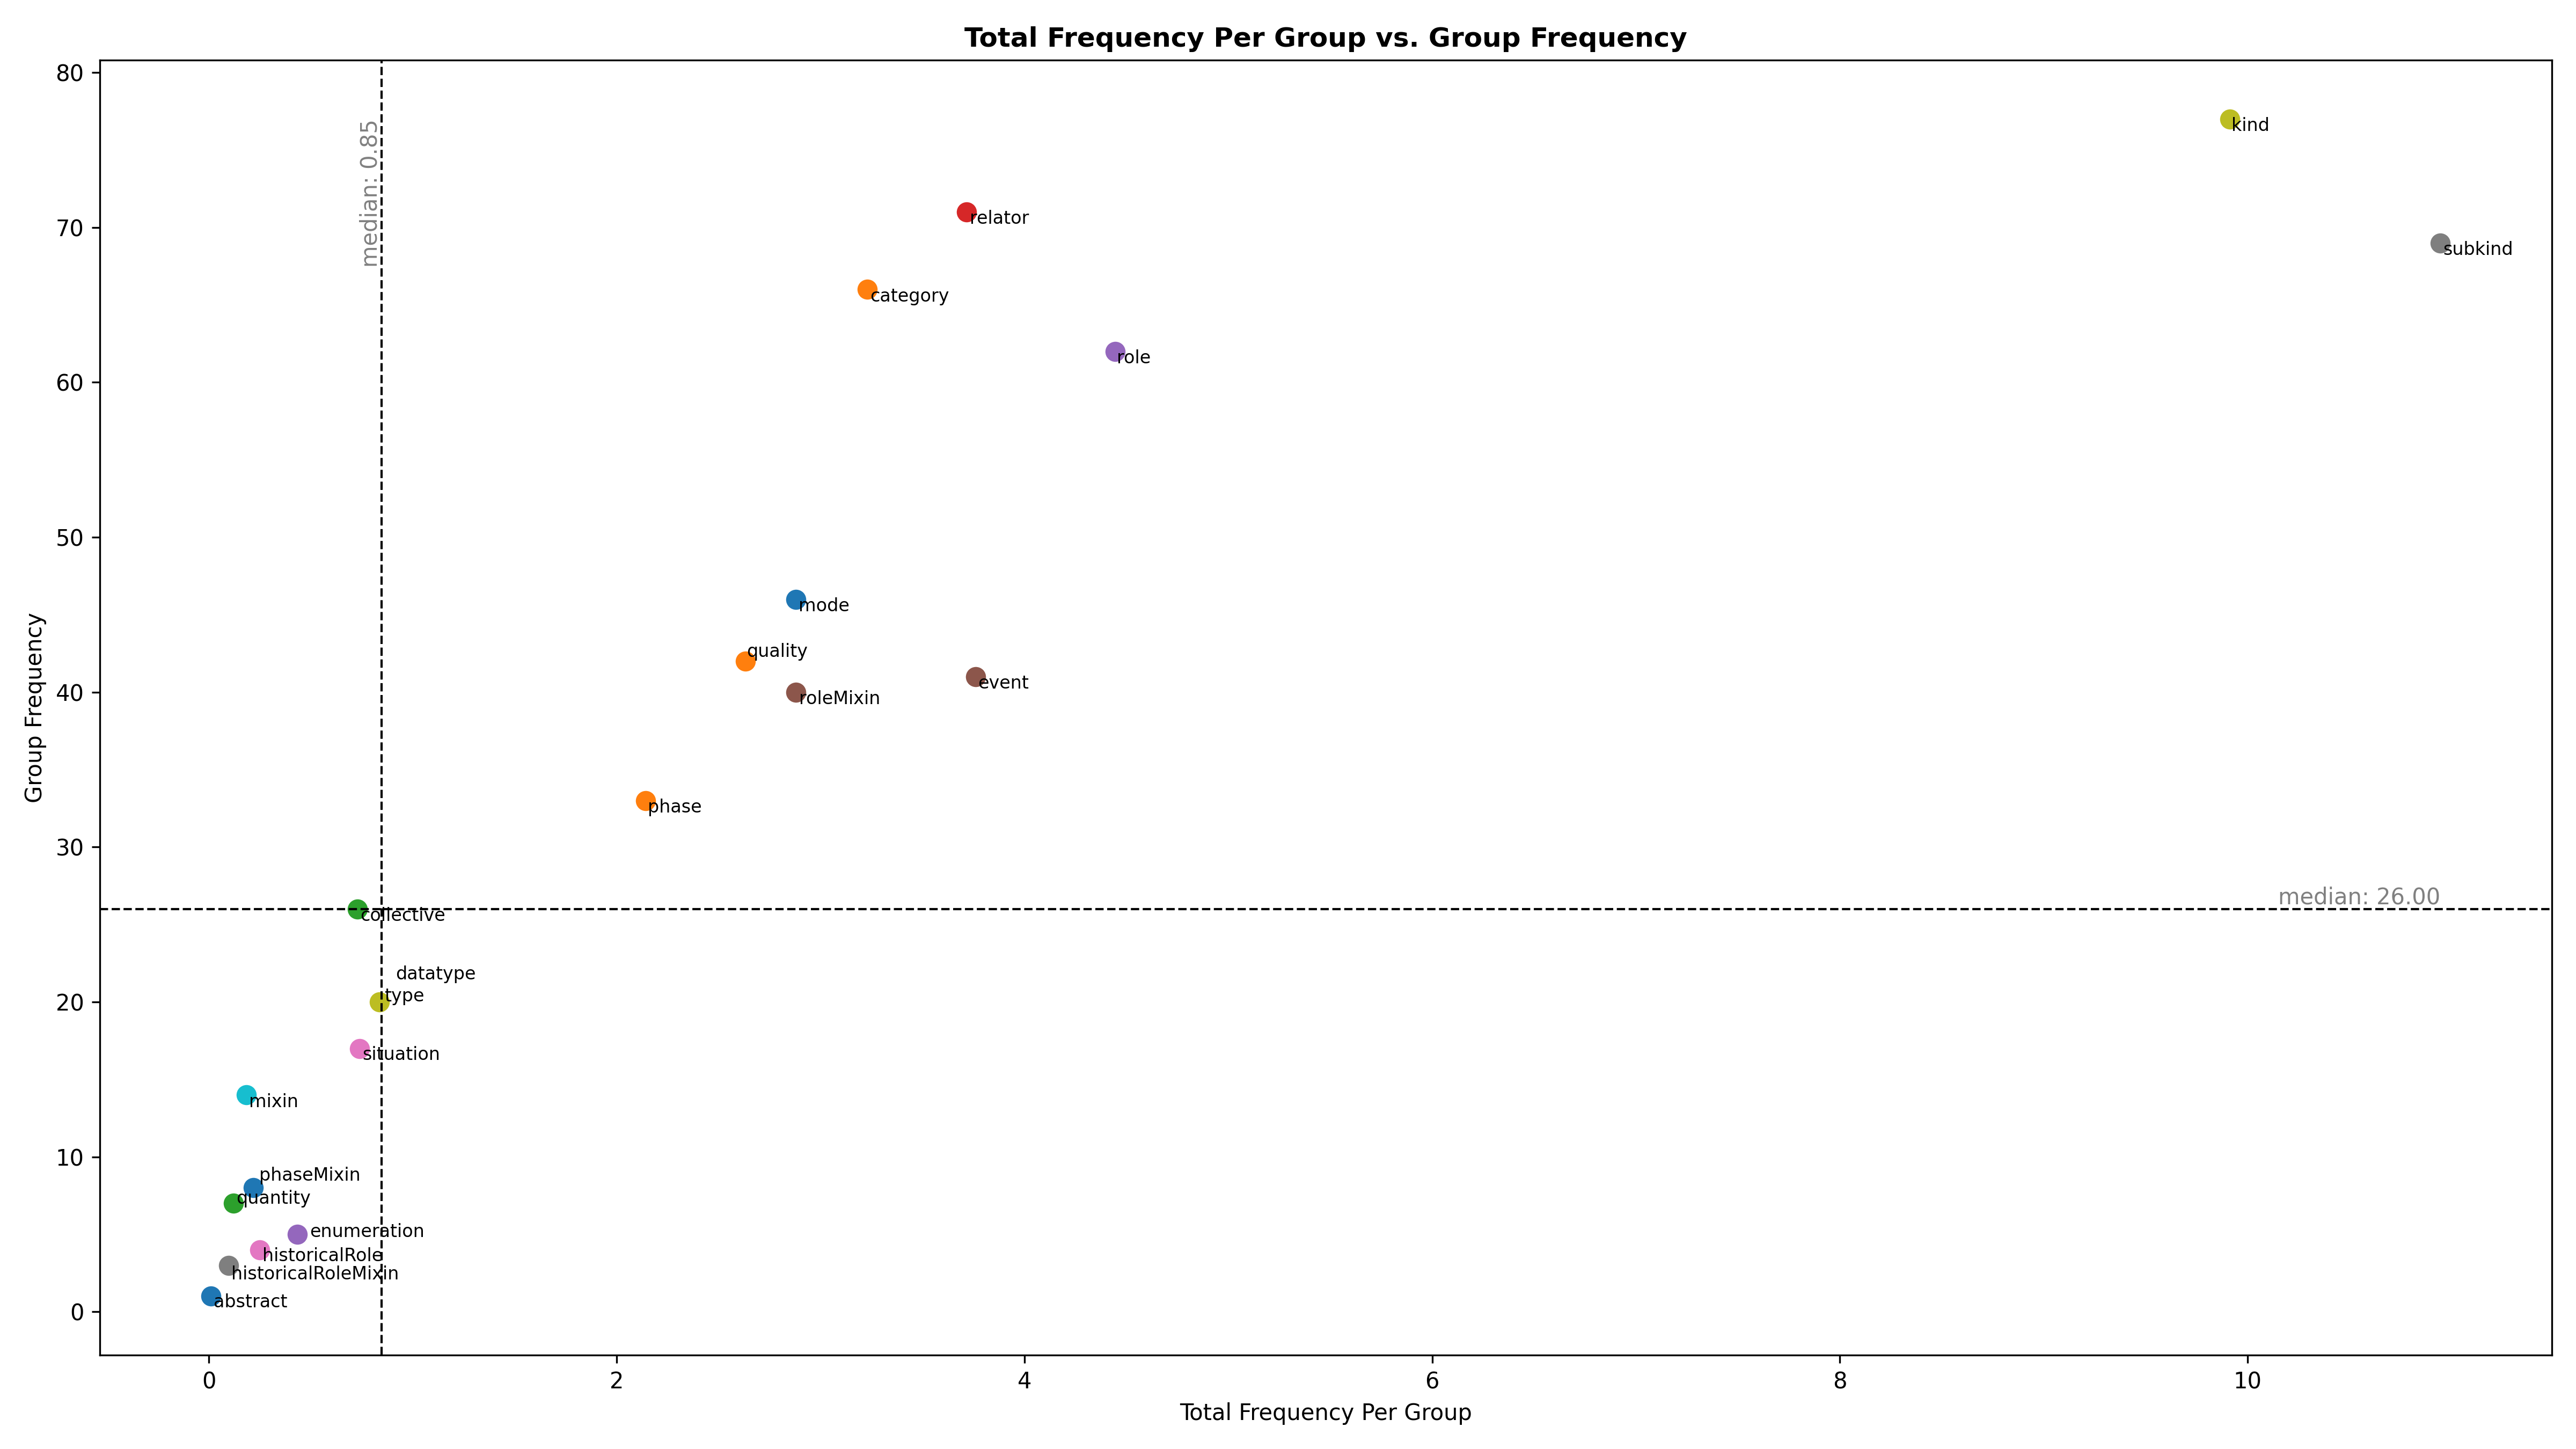 Total Frequency Per Group vs. Group Frequency
80
70
60
50
40
30
20
10
0
Group Frequency
median: 0.85
kind
relator
subkind
category
role
mode
quality
event
roleMixin
phase
median: 26.00
collective
datatype
type
situation
mixin
phaseMixin
quantity
enumeration
historicalRole
historicalRoleMixin
abstract
0 2 4 6 8 10
Total Frequency Per Group